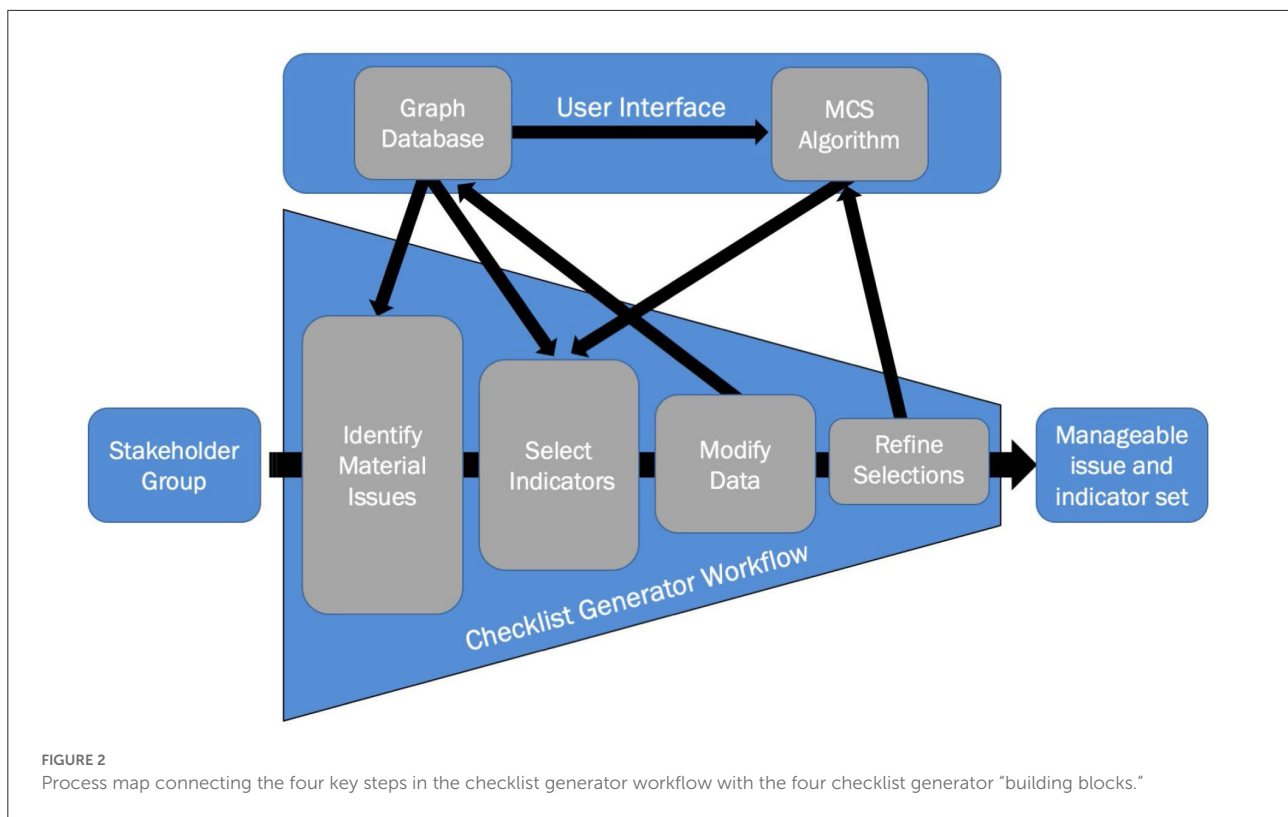 Graph
Database
User Interface
MCS
Algorithm
Stakeholder
Group
Identify
Material
Issues
Select
Indicators
Modify
Data
Refine
Selections
Manageable
issue and
indicator set
Checklist Generator Workflow
FIGURE 2
Process map connecting the four key steps in the checklist generator workflow with the four checklist generator “building blocks.”